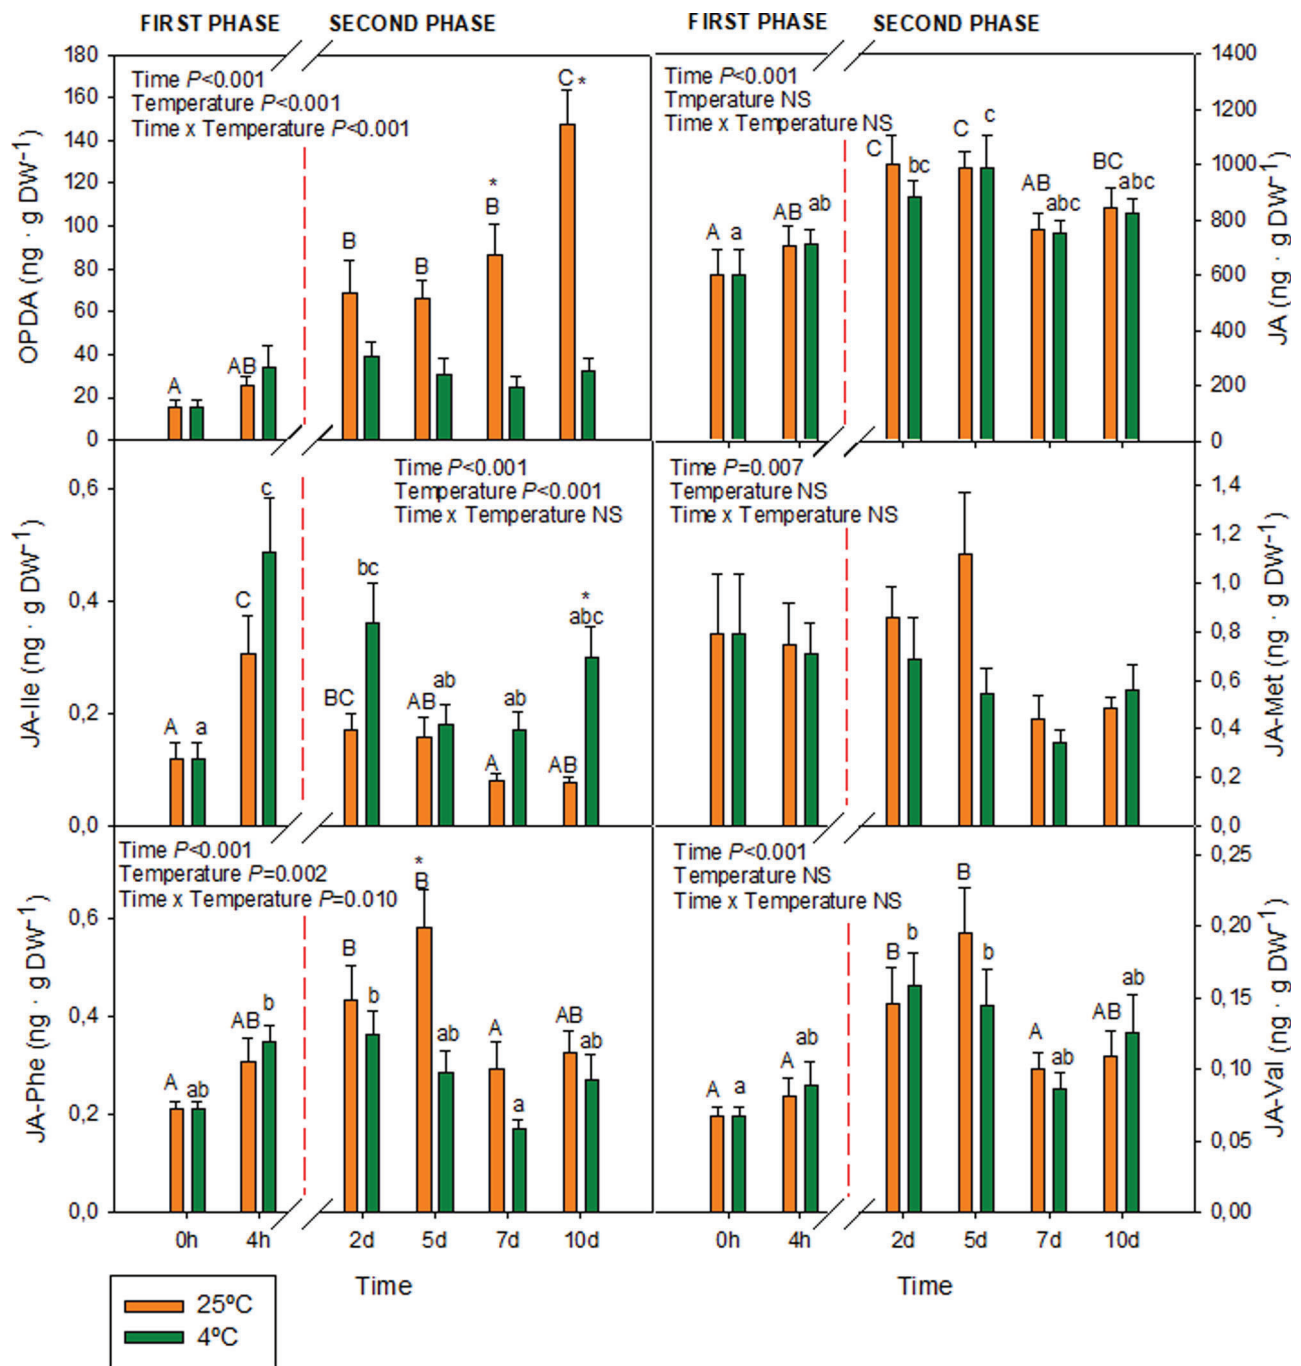 FIRST PHASE SECOND PHASE FIRST PHASE SECOND PHASE
OPDA (ng · g DW⁻¹)
180
160
140
120
100
80
60
40
20
0
Time P<0.001
Temperature P<0.001
Time x Temperature P<0.001
A
AB
B
B
*
B
C *
Time P<0.001
Tmperature NS
Time x Temperature NS
A a
AB ab
C bc
C c
AB abc
BC abc
1400
1200
1000
800
600
400
200
0
JA (ng · g DW⁻¹)
JA-Ile (ng · g DW⁻¹)
0,6
0,4
0,2
0,0
Time P<0.001
Temperature P<0.001
Time x Temperature NS
A a
C c
BC bc
AB ab
A ab
AB
*
abc
Time P=0.007
Temperature NS
Time x Temperature NS
1,4
1,2
1,0
0,8
0,6
0,4
0,2
0,0
JA-Met (ng · g DW⁻¹)
JA-Phe (ng · g DW⁻¹)
0,6
0,4
0,2
0,0
Time P<0.001
Temperature P=0.002
Time x Temperature P=0.010
A ab
AB b
B b
*
B ab
A a
AB ab
0h 4h 2d 5d 7d 10d
Time
Time P<0.001
Temperature NS
Time x Temperature NS
A a
A ab
B b
B b
A ab
AB ab
0,25
0,20
0,15
0,10
0,05
0,00
JA-Val (ng · g DW⁻¹)
0h 4h 2d 5d 7d 10d
Time
25ºC
4ºC